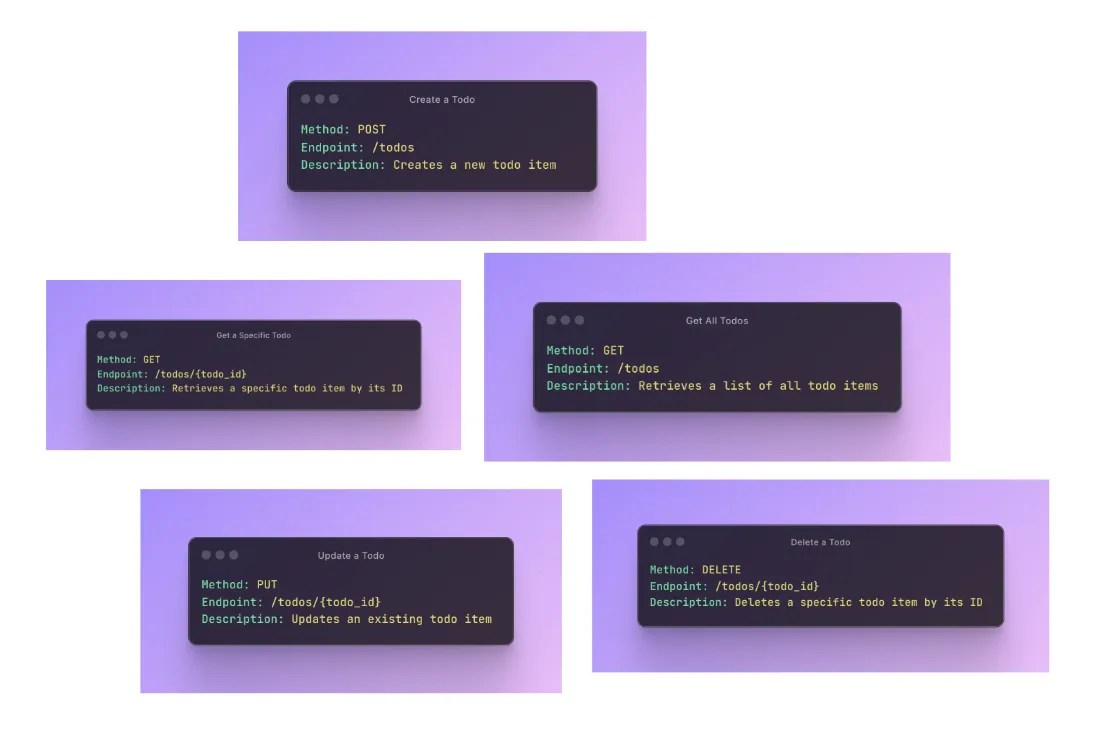 Create a Todo
Method: POST
Endpoint: /todos
Description: Creates a new todo item
Get a Specific Todo
Method: GET
Endpoint: /todos/{todo_id}
Description: Retrieves a specific todo item by its ID
Get All Todos
Method: GET
Endpoint: /todos
Description: Retrieves a list of all todo items
Update a Todo
Method: PUT
Endpoint: /todos/{todo_id}
Description: Updates an existing todo item
Delete a Todo
Method: DELETE
Endpoint: /todos/{todo_id}
Description: Deletes a specific todo item by its ID